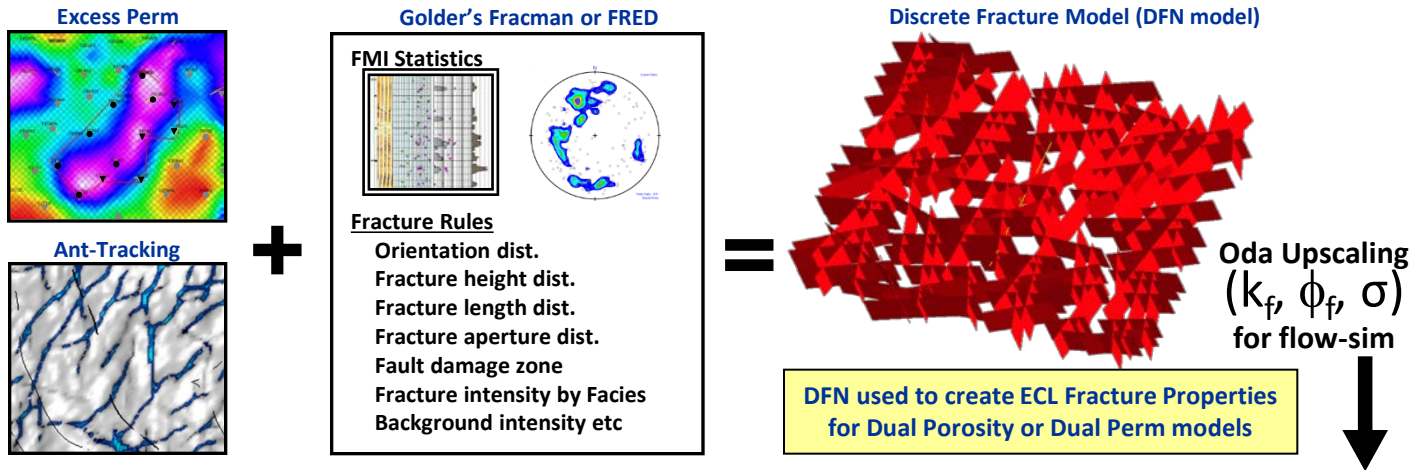 Excess Perm
Ant-Tracking
+
Golder's Fracman or FRED
FMI Statistics
Fracture Rules
Orientation dist.
Fracture height dist.
Fracture length dist.
Fracture aperture dist.
Fault damage zone
Fracture intensity by Facies
Background intensity etc
=
Discrete Fracture Model (DFN model)
Oda Upscaling
(kf, ϕf, σ)
for flow-sim
DFN used to create ECL Fracture Properties
for Dual Porosity or Dual Perm models